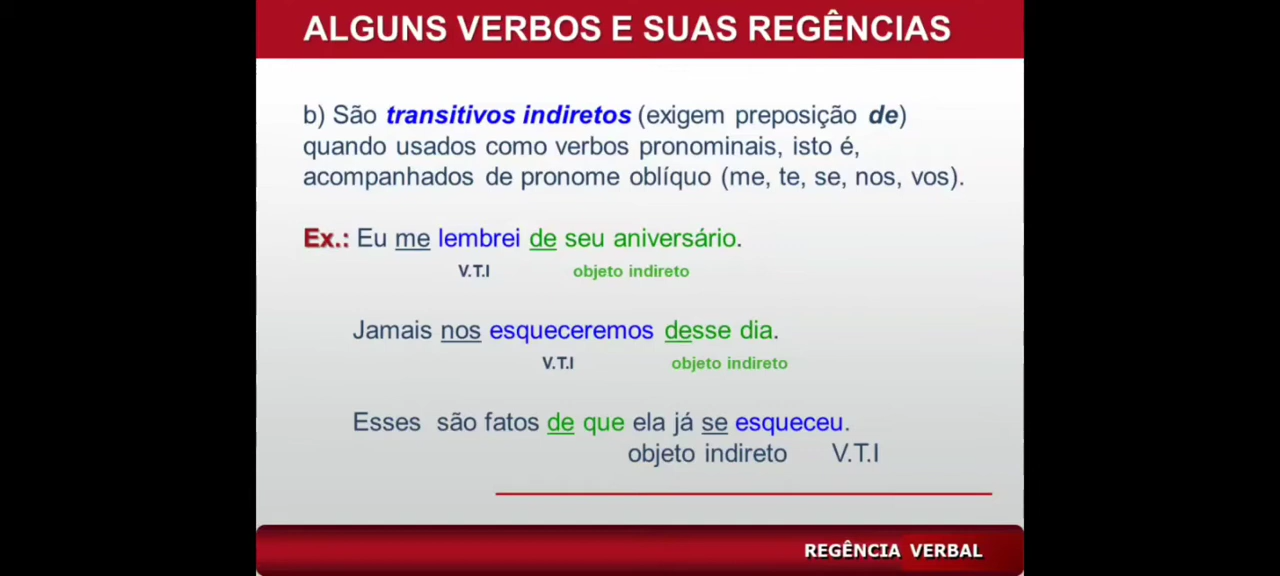 ALGUNS VERBOS E SUAS REGÊNCIAS
b) São transitivos indiretos (exigem preposição de)
quando usados como verbos pronominais, isto é,
acompanhados de pronome oblíquo (me, te, se, nos, vos).
Ex.: Eu me lembrei de seu aniversário.
V.T.I objeto indireto
Jamais nos esqueceremos desse dia.
V.T.I objeto indireto
Esses são fatos de que ela já se esqueceu.
objeto indireto V.T.I
REGÊNCIA VERBAL